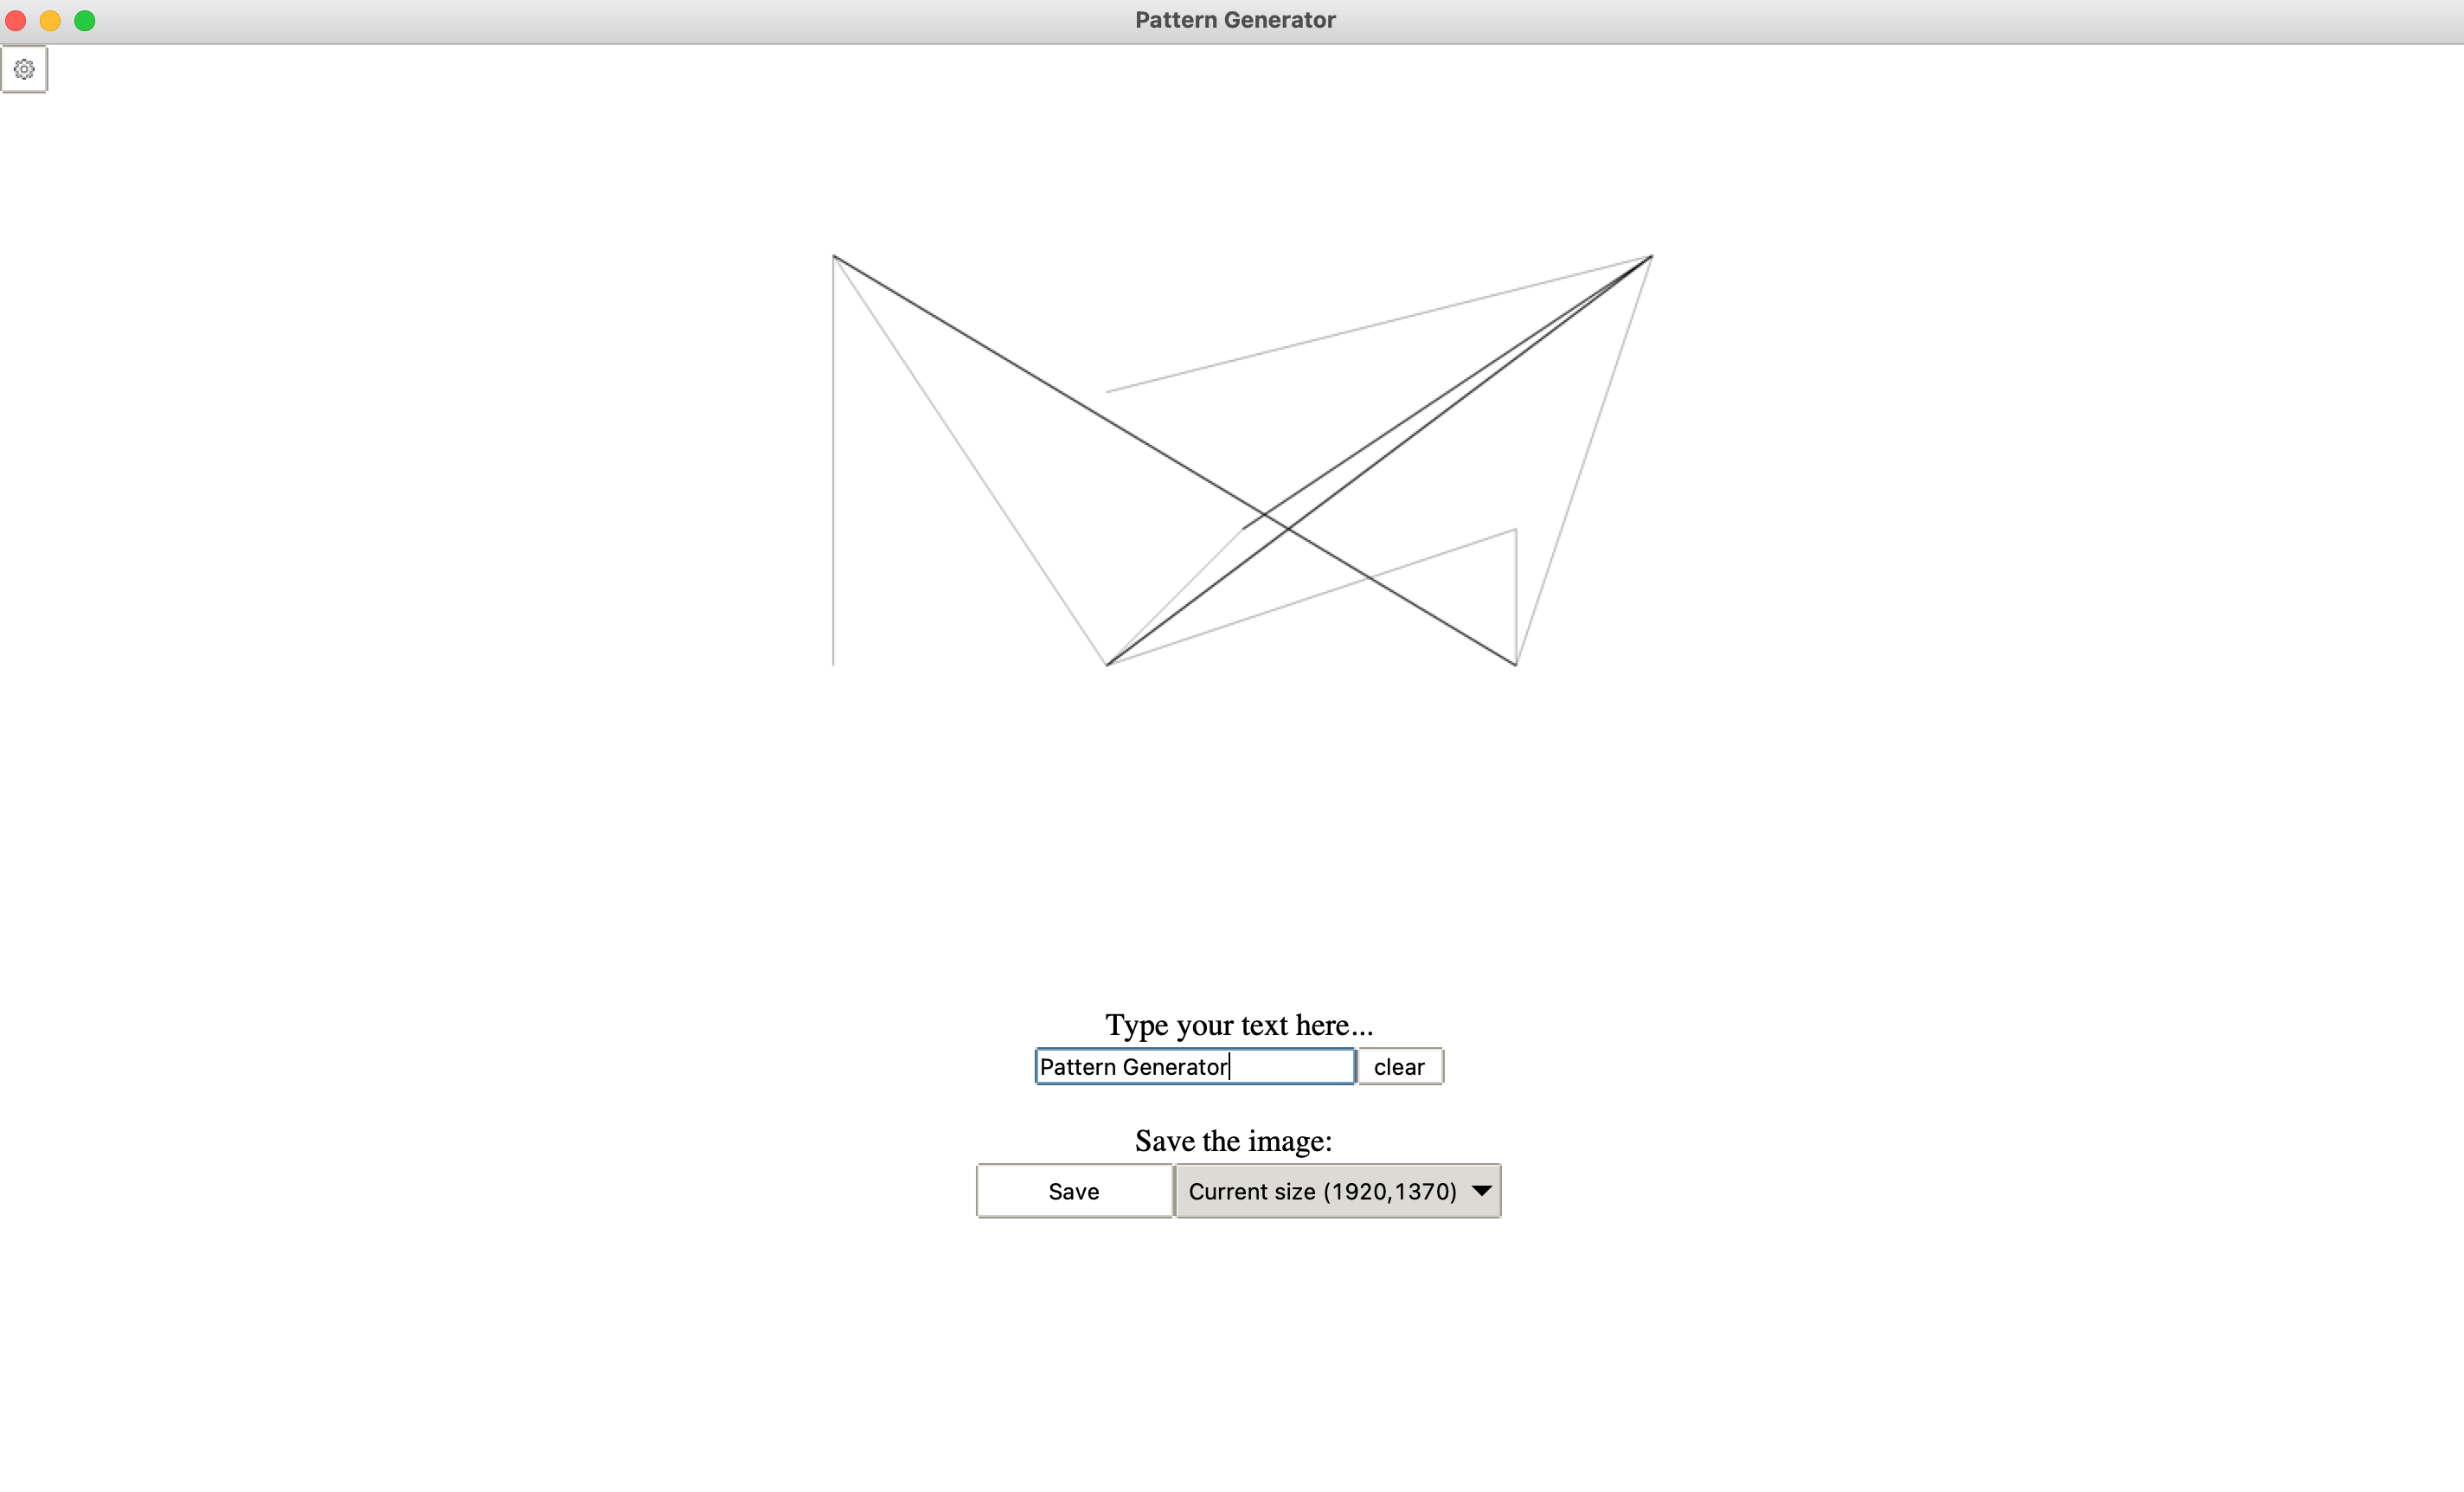 Pattern Generator
Type your text here...
Pattern Generator
clear
Save the image:
Save
Current size (1920,1370)